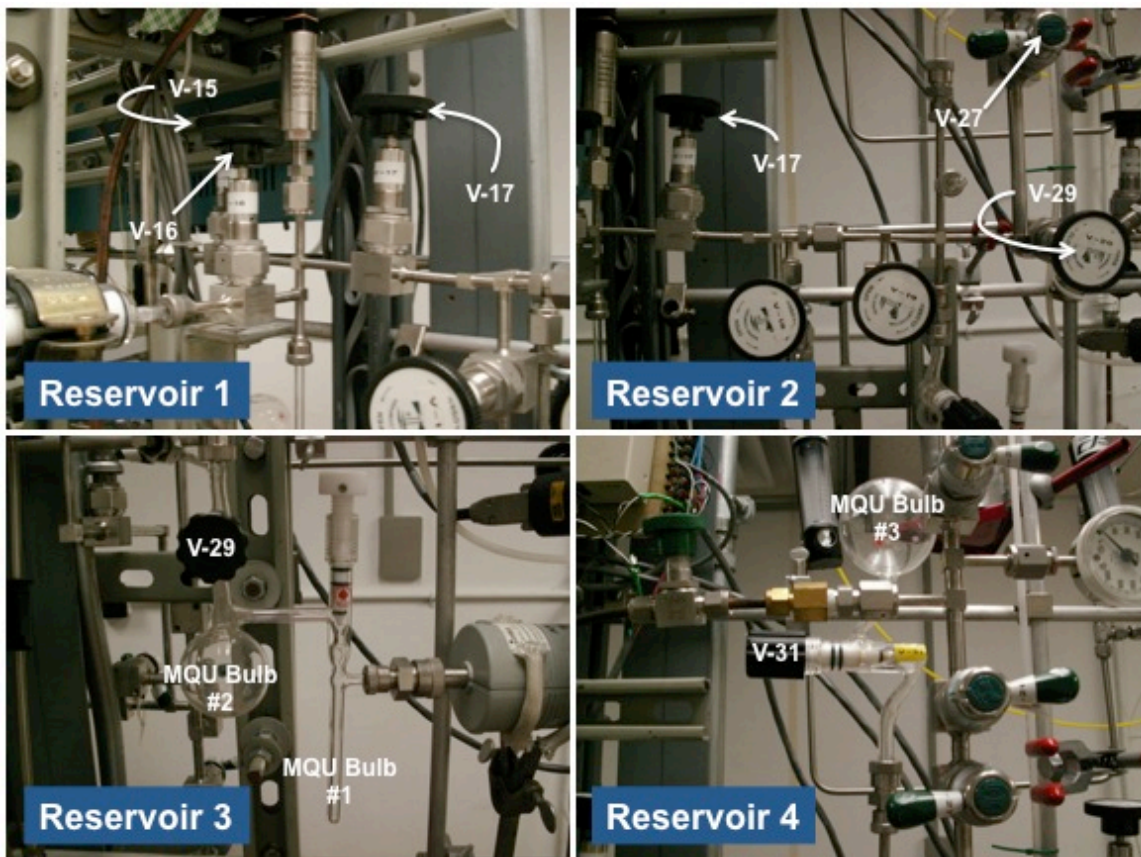 V-15
V-16
V-17
V-17
Reservoir 1
V-17
V-27
V-29
Reservoir 2
V-29
MQU Bulb
#2
MQU Bulb
#1
Reservoir 3
MQU Bulb
#3
V-31
Reservoir 4